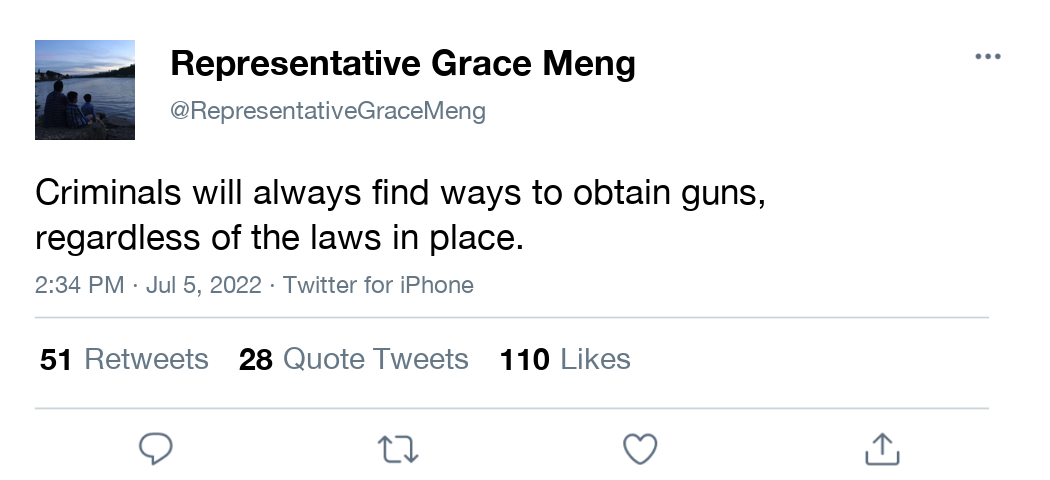 Representative Grace Meng
@RepresentativeGraceMeng
Criminals will always find ways to obtain guns,
regardless of the laws in place.
2:34 PM · Jul 5, 2022 · Twitter for iPhone
51 Retweets 28 Quote Tweets 110 Likes